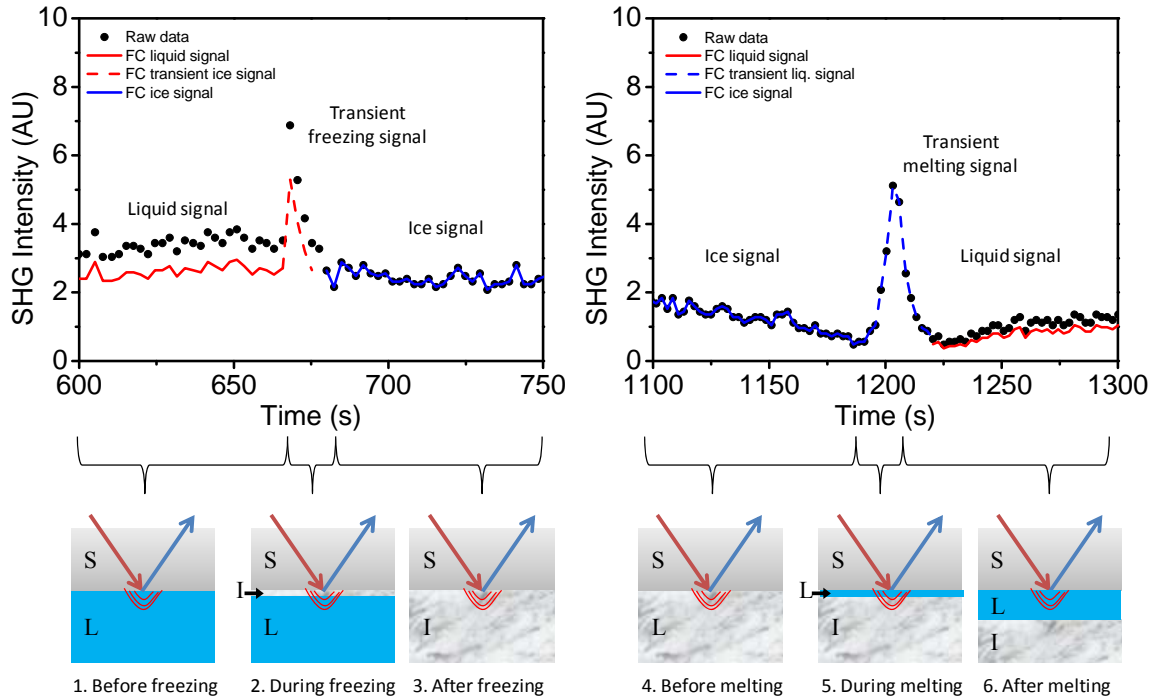 10
8
6
4
2
0
SHG Intensity (AU)
Raw data
FC liquid signal
FC transient ice signal
FC ice signal
Transient
freezing signal
Liquid signal
Ice signal
600
650
700
750
Time (s)
10
8
6
4
2
0
SHG Intensity (AU)
Raw data
FC liquid signal
FC transient liq. signal
FC ice signal
Transient
melting signal
Ice signal
Liquid signal
1100
1150
1200
1250
1300
Time (s)
S
L
1. Before freezing
S
I
L
2. During freezing
S
I
3. After freezing
S
L
4. Before melting
S
L
I
5. During melting
S
L
I
6. After melting